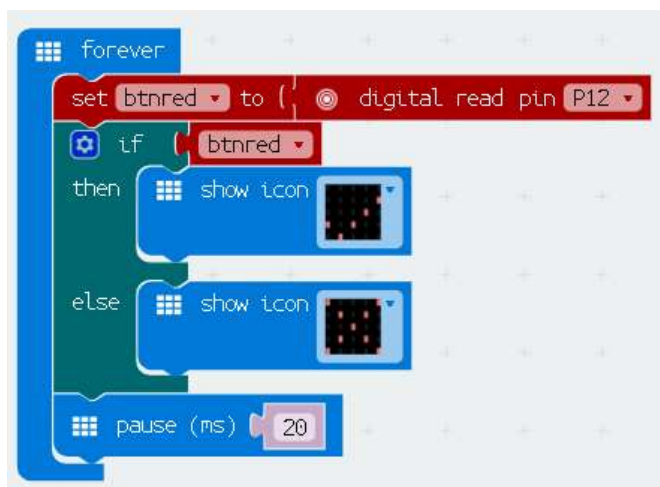 forever
set btnred to ( digital read pin P12
if btnred
then show icon
else show icon
pause (ms) 20